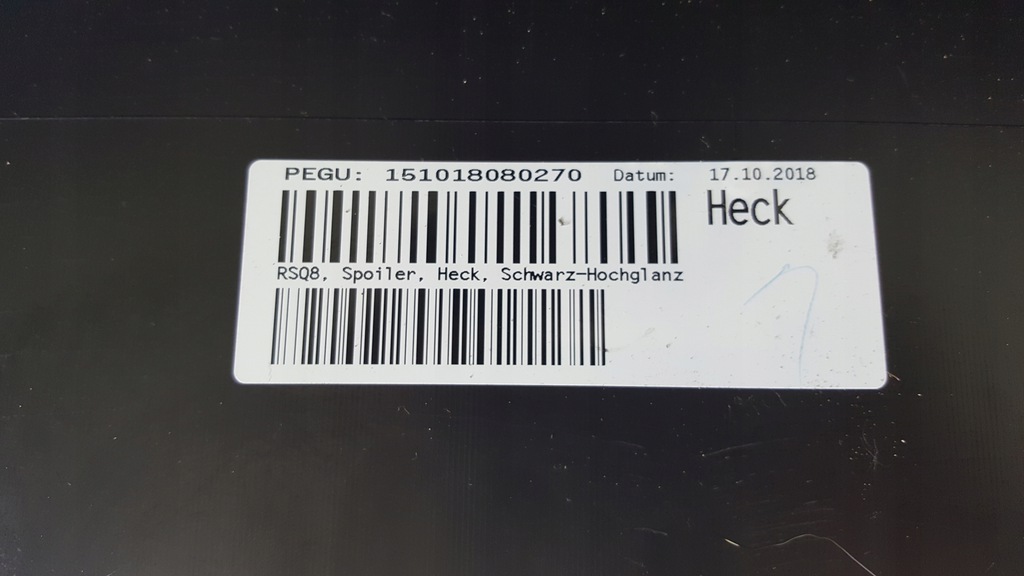 PEGU: 151018080270 Datum: 17.10.2018
Heck
RSQ8, Spoiler, Heck, Schwarz-Hochglanz